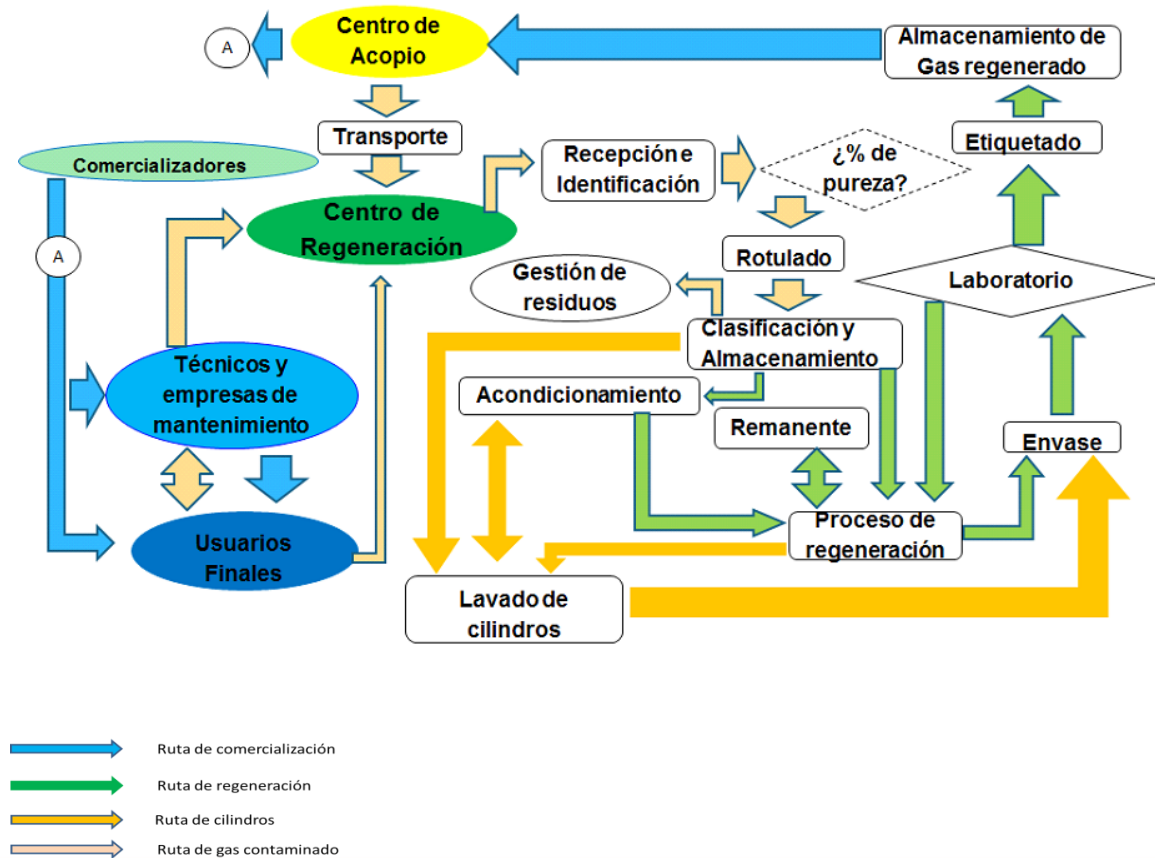 A
Centro de
Acopio
Almacenamiento de
Gas regenerado
Transporte
Etiquetado
Comercializadores
Recepción e
Identificación
¿% de
pureza?
Centro de
Regeneración
A
Rotulado
Gestión de
residuos
Laboratorio
Clasificación y
Almacenamiento
Técnicos y
empresas de
mantenimiento
Acondicionamiento
Remanente
Envase
Usuarios
Finales
Proceso de
regeneración
Lavado de
cilindros
Ruta de comercialización
Ruta de regeneración
Ruta de cilindros
Ruta de gas contaminado